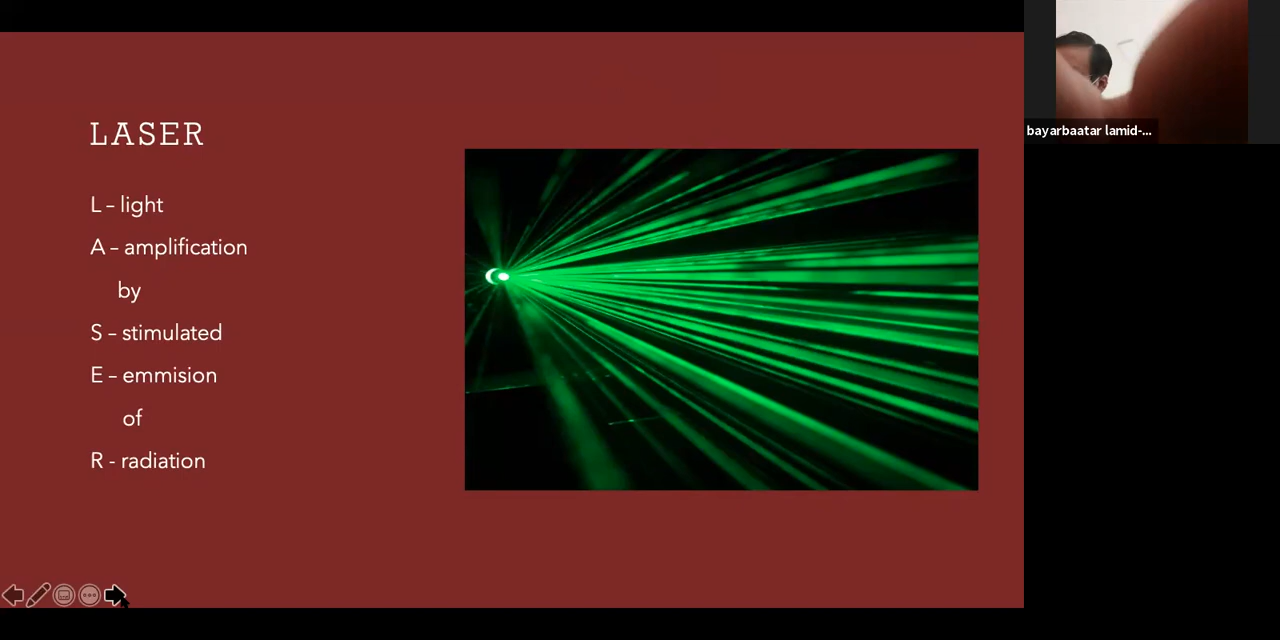 LASER
L – light
A – amplification
by
S – stimulated
E – emmision
of
R - radiation
bayarbaatar lamid-...